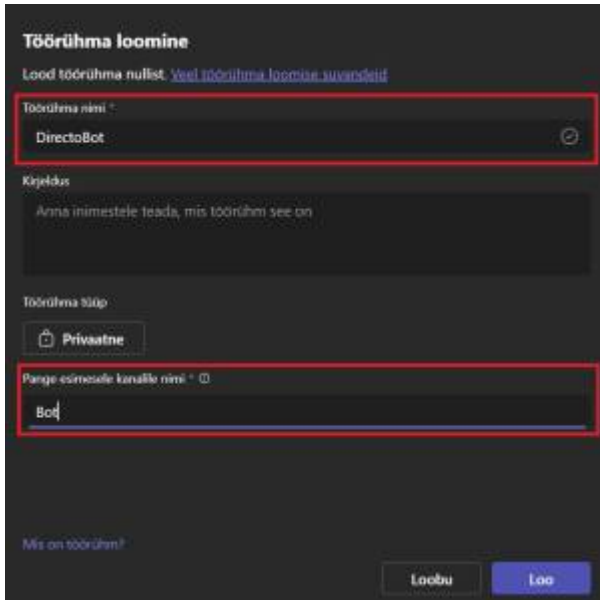 Töörühma loomine
Lood töörühma nullist. Veel töörühma loomise suvandeid
Töörühma nimi *
DirectoBot
Kirjeldus
Anna inimestele teada, mis töörühm see on
Töörühma tüüp
Privaatne
Pange esimesele kanalile nimi *
Bot
Mis on töörühm?
Loobu
Loo